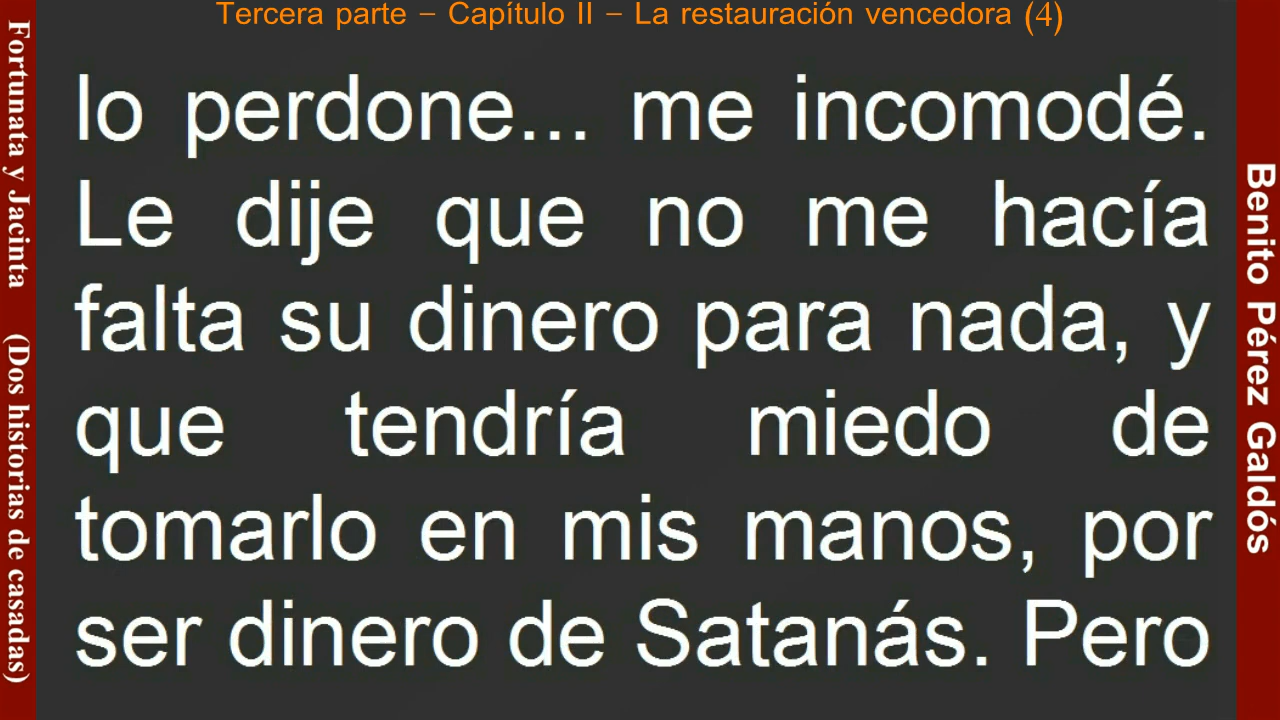 Tercera parte – Capítulo II – La restauración vencedora (4)
Fortunata y Jacinta (Dos historias de casadas)
lo perdone... me incomodé.
Le dije que no me hacía
falta su dinero para nada, y
que tendría miedo de
tomarlo en mis manos, por
ser dinero de Satanás. Pero
Benito Pérez Galdós